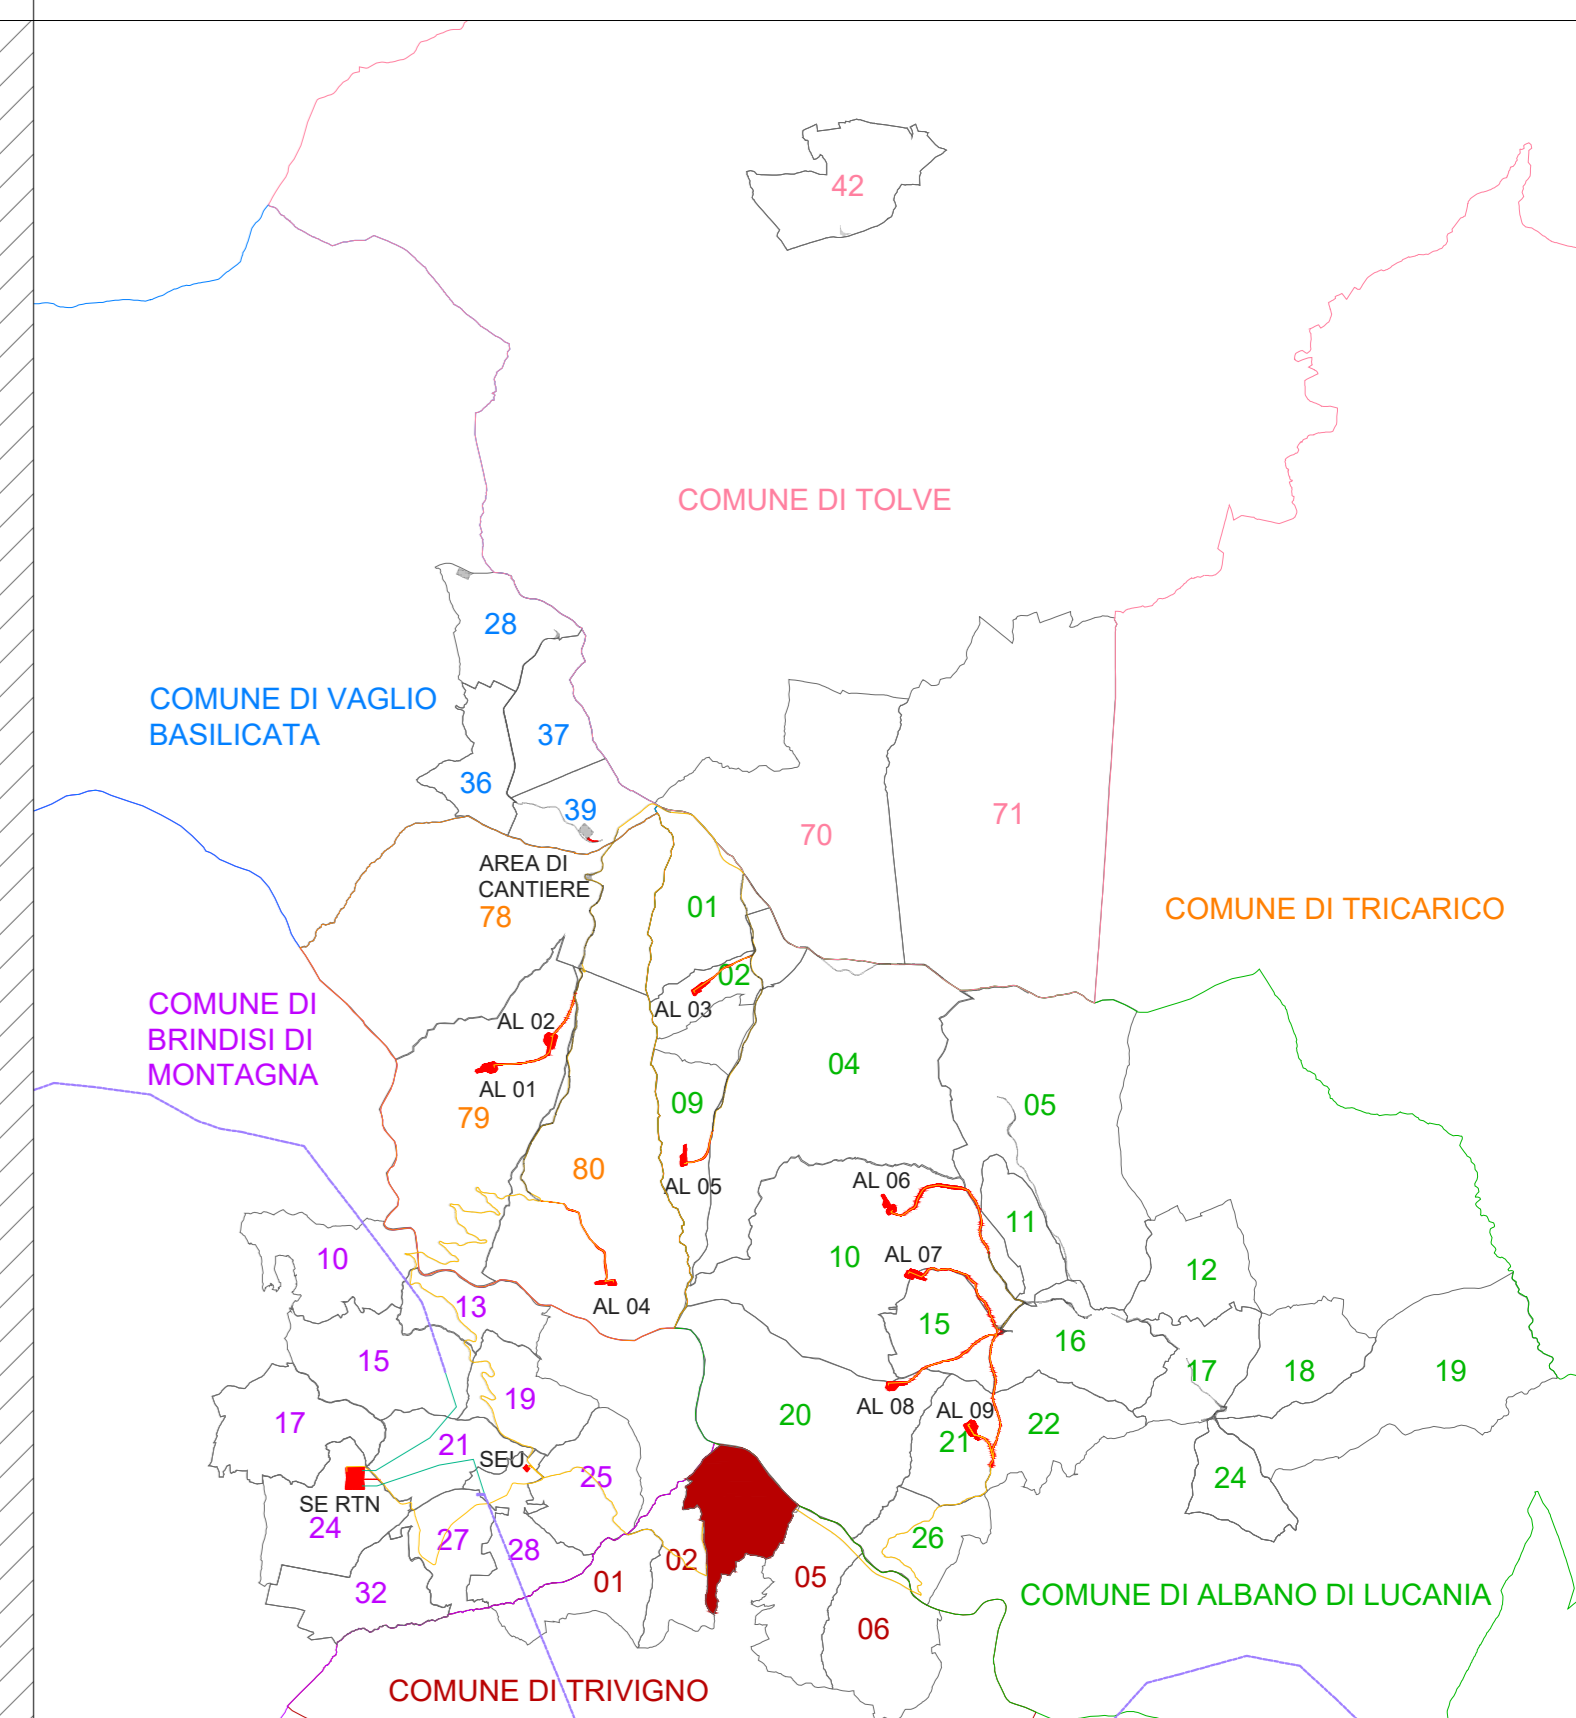 42
COMUNE DI TOLVE
28
COMUNE DI VAGLIO
BASILICATA
37
36
39
70
71
AREA DI
CANTIERE
78
01
COMUNE DI TRICARICO
02
AL 03
COMUNE DI
BRINDISI DI
MONTAGNA
AL 02
AL 01
79
04
05
09
80
AL 05
AL 06
11
10
10
AL 07
12
13
AL 04
15
16
15
17
18
19
19
AL 08
20
AL 09
21
22
17
21
SEU
25
24
SE RTN
24
27
28
26
02
01
05
32
06
COMUNE DI ALBANO DI LUCANIA
COMUNE DI TRIVIGNO